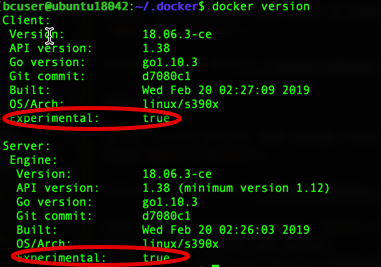 bcuser@ubuntu18042:~/.docker$ docker version
Client:
Version: 18.06.3-ce
API version: 1.38
Go version: go1.10.3
Git commit: d7080c1
Built: Wed Feb 20 02:27:09 2019
OS/Arch: linux/s390x
Experimental: true
Server:
Engine:
Version: 18.06.3-ce
API version: 1.38 (minimum version 1.12)
Go version: go1.10.3
Git commit: d7080c1
Built: Wed Feb 20 02:26:03 2019
OS/Arch: linux/s390x
Experimental: true